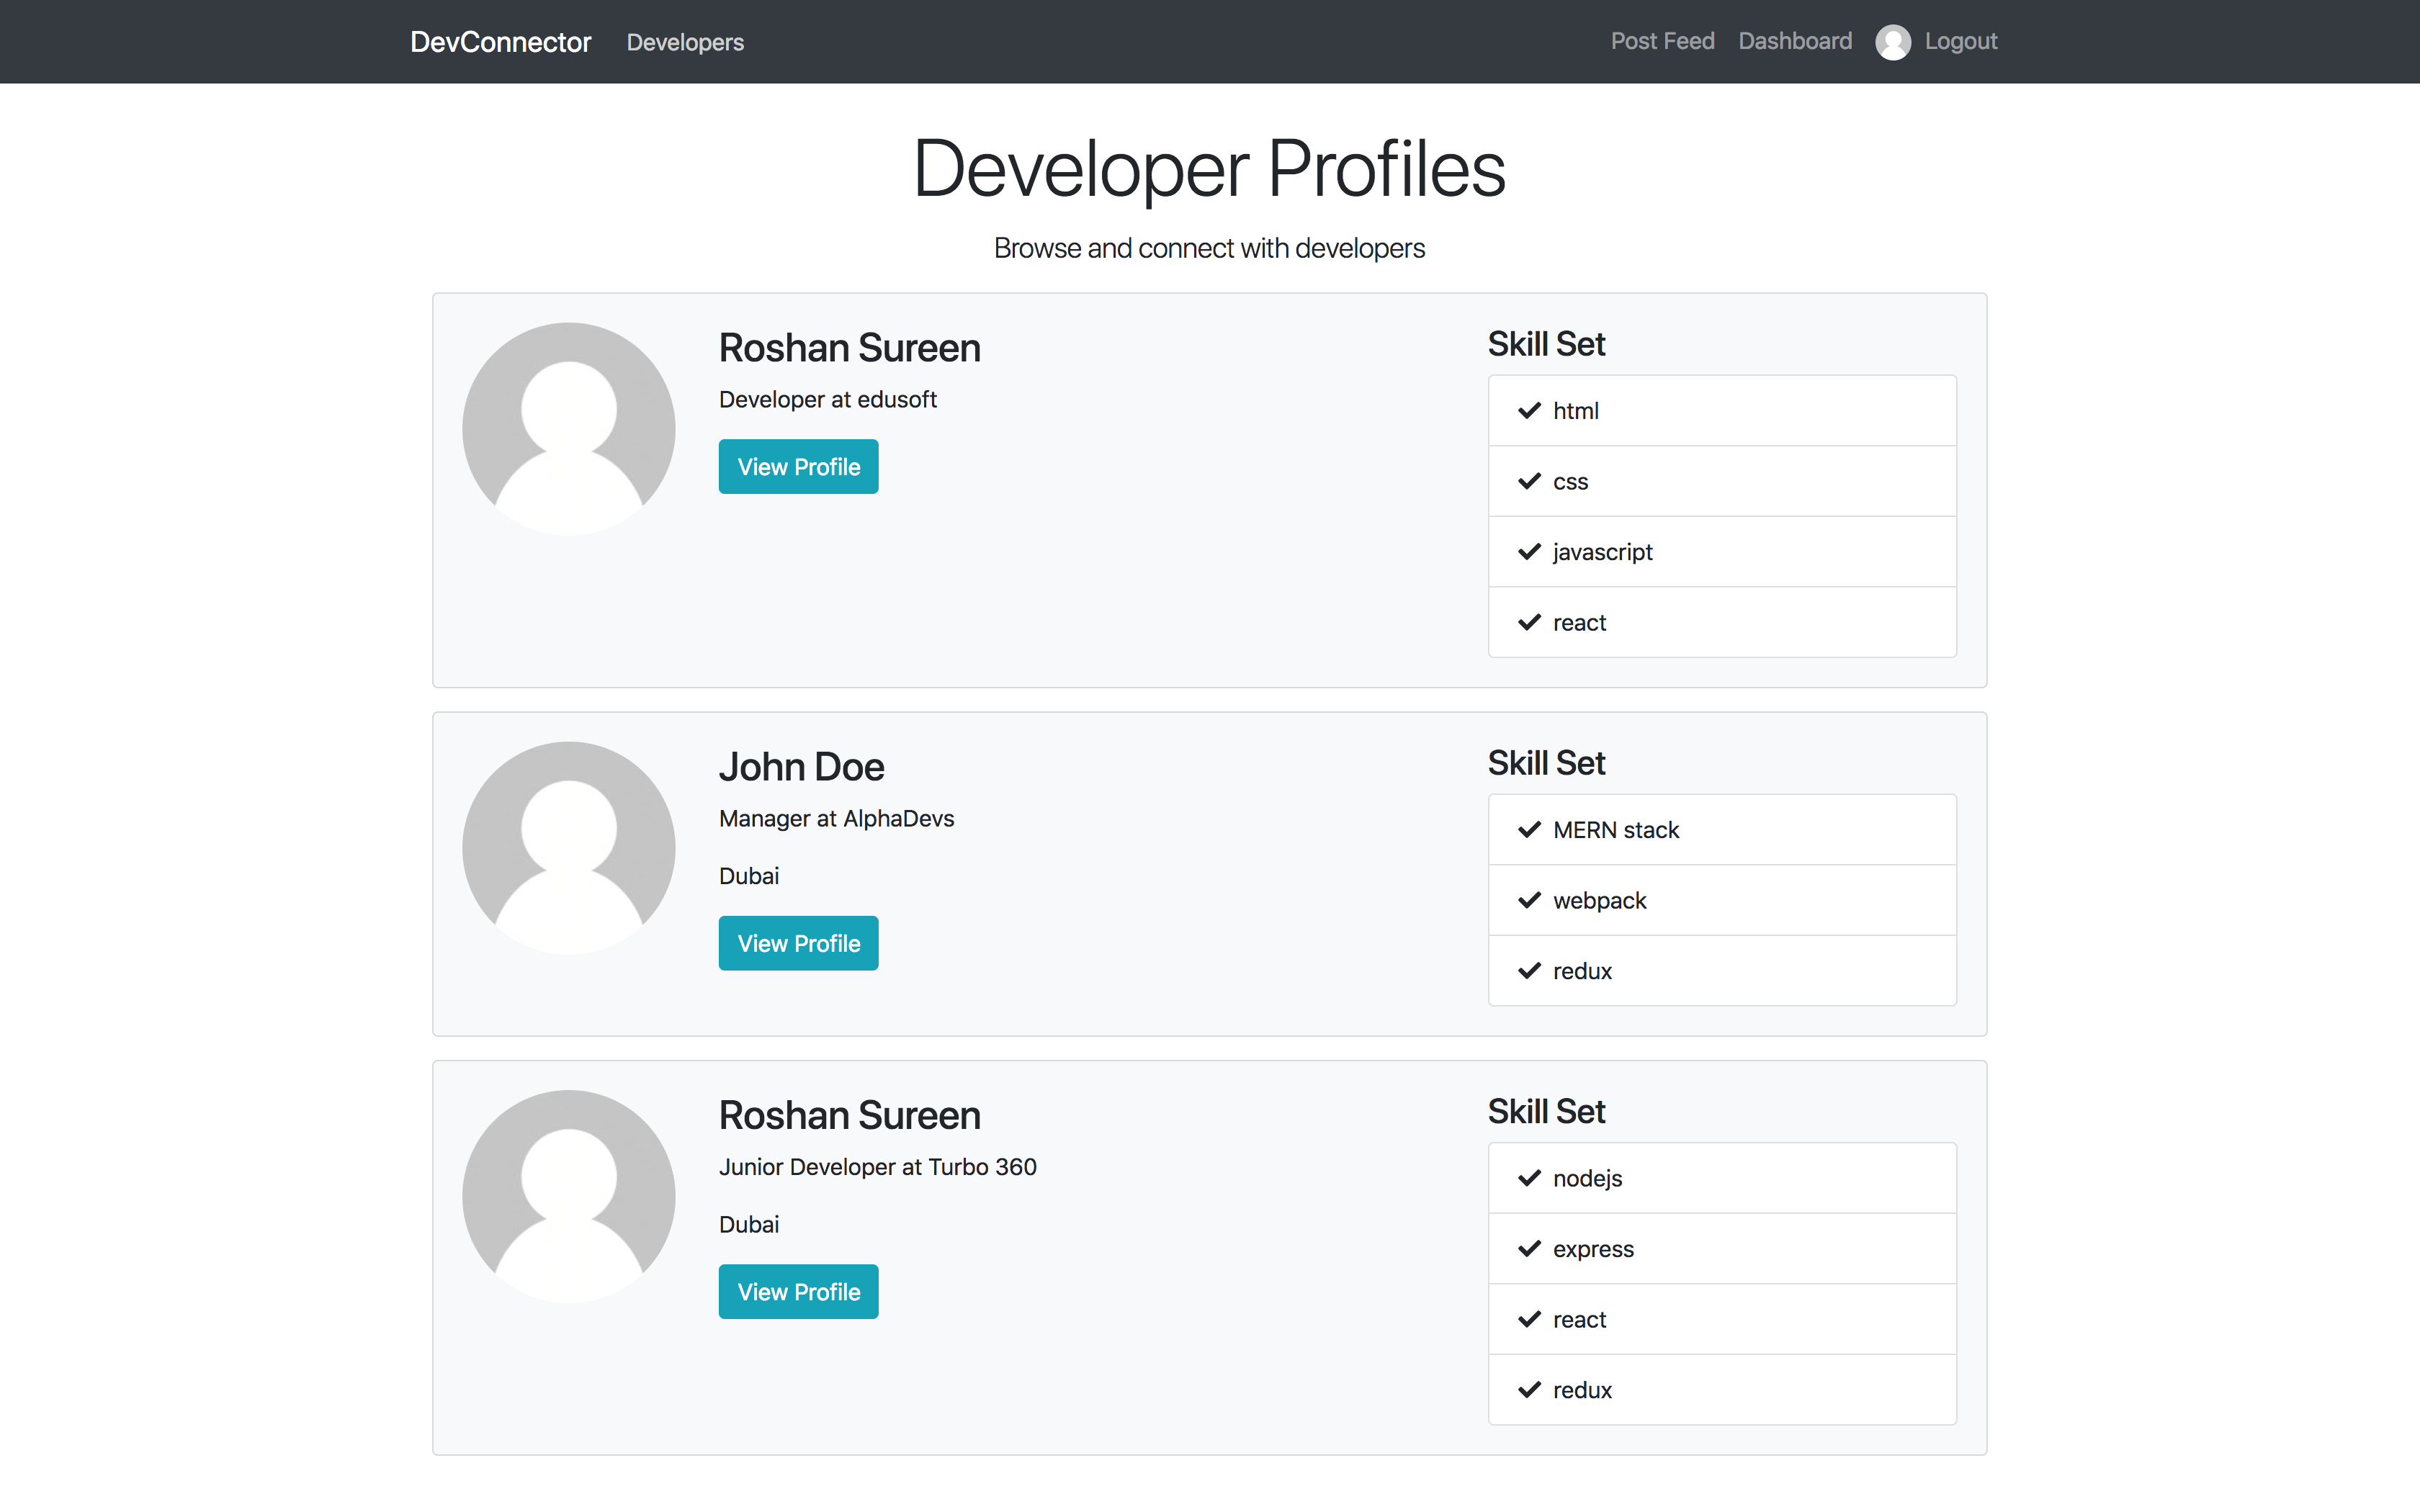 DevConnector Developers Post Feed Dashboard Logout
Developer Profiles
Browse and connect with developers
Roshan Sureen
Developer at edusoft
View Profile
Skill Set
html
css
javascript
react
John Doe
Manager at AlphaDevs
Dubai
View Profile
Skill Set
MERN stack
webpack
redux
Roshan Sureen
Junior Developer at Turbo 360
Dubai
View Profile
Skill Set
nodejs
express
react
redux